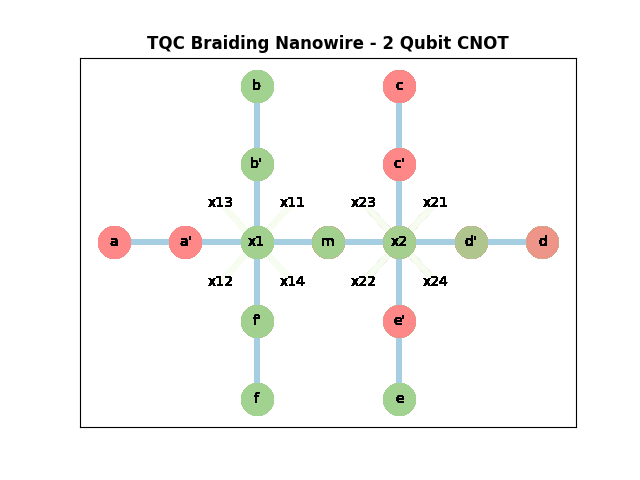 TQC Braiding Nanowire - 2 Qubit CNOT
b c
b' c'
x13 x11 x23 x21
a a' x1 m x2 d' d
x12 x14 x22 x24
f' e'
f e